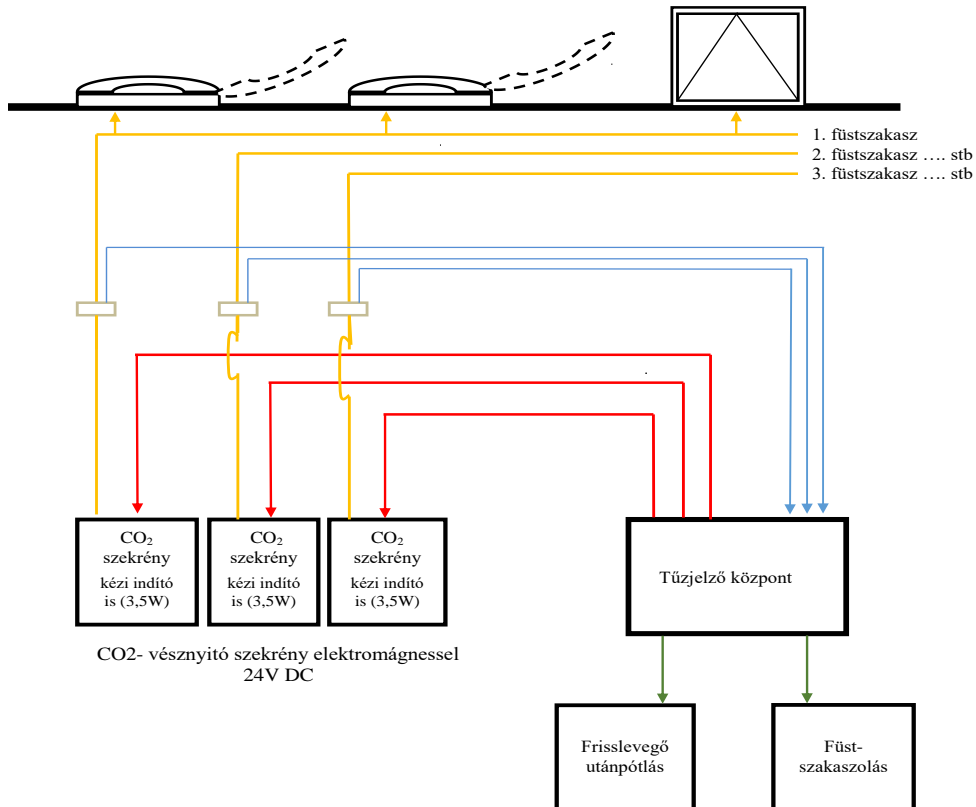 1. füstszakasz
2. füstszakasz …. stb
3. füstszakasz …. stb
CO₂
szekrény
kézi indító
is (3,5W)
CO₂
szekrény
kézi indító
is (3,5W)
CO₂
szekrény
kézi indító
is (3,5W)
Tűzjelző központ
CO2- vésznyitó szekrény elektromágnessel
24V DC
Frisslevegő
utánpótlás
Füst-
szakaszolás